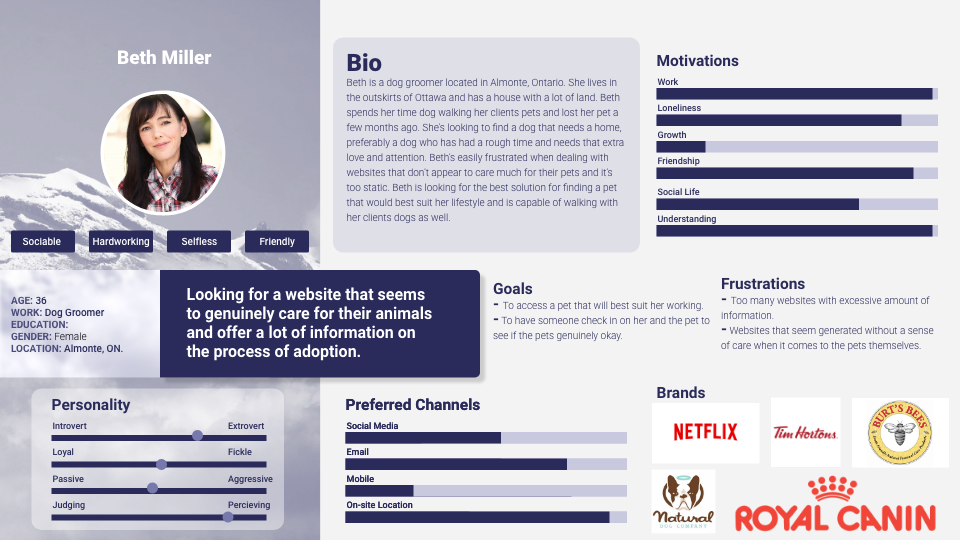 Beth Miller
Sociable
Hardworking
Selfless
Friendly
Bio
Beth is a dog groomer located in Almonte, Ontario. She lives in
the outskirts of Ottawa and has a house with a lot of land. Beth
spends her time dog walking her clients pets and lost her pet a
few months ago. She's looking to find a dog that needs a home,
preferably a dog who has had a rough time and needs that extra
love and attention. Beth's easily frustrated when dealing with
websites that don't appear to care much for their pets and it's
too static. Beth is looking for the best solution for finding a pet
that would best suit her lifestyle and is capable of walking with
her clients dogs as well.
Motivations
Work
Loneliness
Growth
Friendship
Social Life
Understanding
AGE: 36
WORK: Dog Groomer
EDUCATION:
GENDER: Female
LOCATION: Almonte, ON.
Looking for a website that seems
to genuinely care for their animals
and offer a lot of information on
the process of adoption.
Goals
- To access a pet that will best suit her working.
- To have someone check in on her and the pet to
see if the pets genuinely okay.
Frustrations
- Too many websites with excessive amount of
information.
- Websites that seem generated without a sense
of care when it comes to the pets themselves.
Personality
Introvert Extrovert
Loyal Fickle
Passive Aggressive
Judging Percieving
Preferred Channels
Social Media
Email
Mobile
On-site Location
Brands
NETFLIX
Tim Hortons.
BURT'S BEES
Natural
DOG COMPANY
ROYAL CANIN